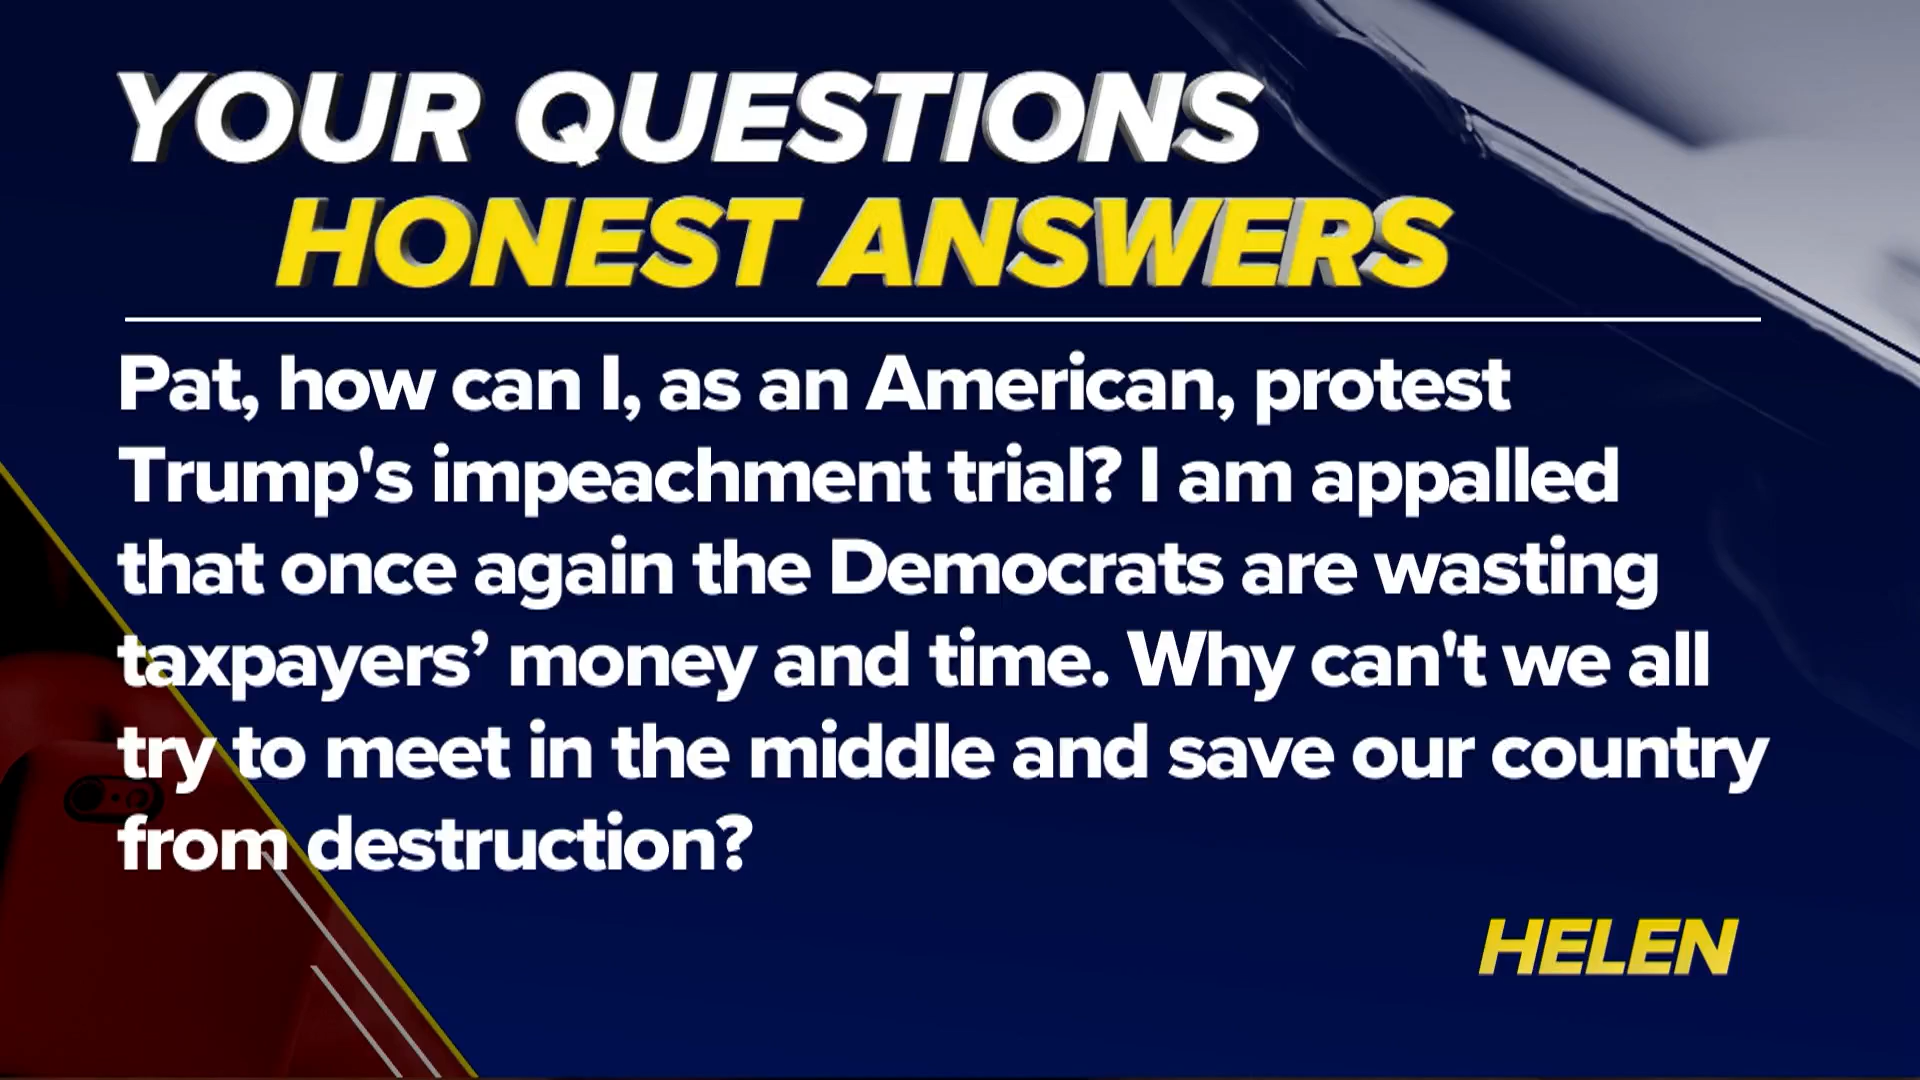 YOUR QUESTIONS
HONEST ANSWERS
Pat, how can I, as an American, protest
Trump's impeachment trial? I am appalled
that once again the Democrats are wasting
taxpayers’ money and time. Why can't we all
try to meet in the middle and save our country
from destruction?
HELEN